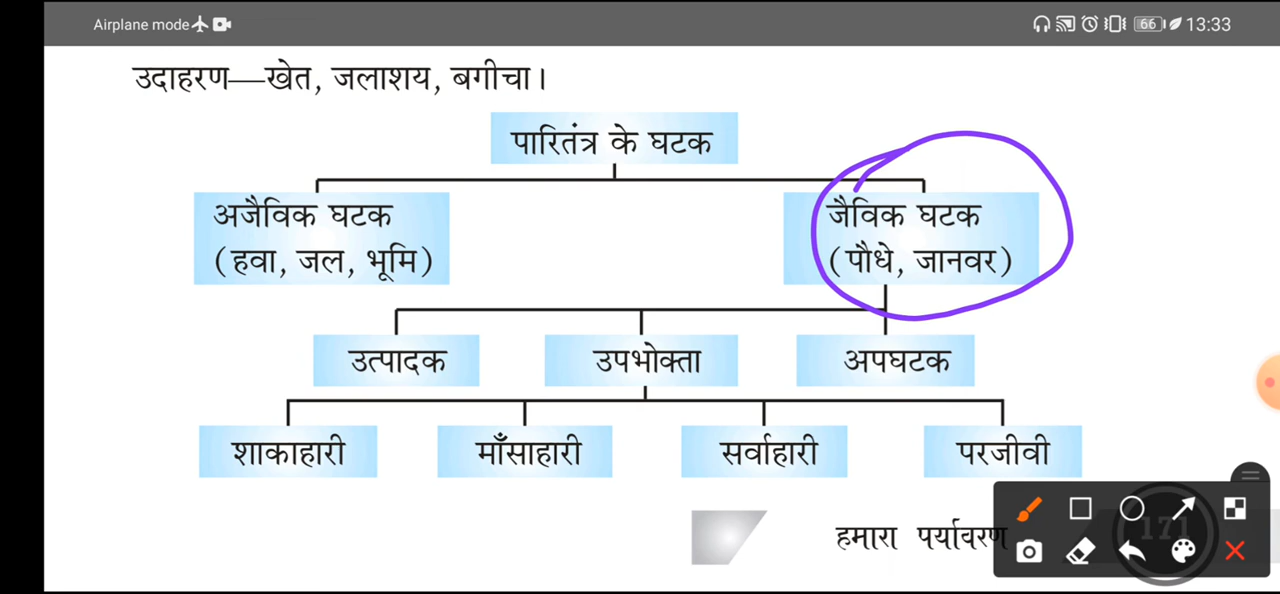 Airplane mode
66 13:33
उदाहरण—खेत, जलाशय, बगीचा।
पारितंत्र के घटक
अजैविक घटक
(हवा, जल, भूमि)
जैविक घटक
(पौधे, जानवर)
उत्पादक
उपभोक्ता
अपघटक
शाकाहारी
माँसाहारी
सर्वाहारी
परजीवी
हमारा पर्यावरण
171